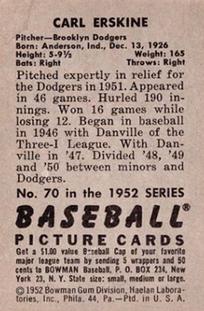 CARL ERSKINE
Pitcher—Brooklyn Dodgers
Born: Anderson, Ind., Dec. 13, 1926
Height: 5-9½ Weight: 165
Bats: Right Throws: Right
Pitched expertly in relief for
the Dodgers in 1951. Appeared
in 46 games. Hurled 190 in-
nings. Won 16 games while
losing 12. Began in baseball
in 1946 with Danville of the
Three-I League. With Dan-
ville in '47. Divided '48, '49
and '50 between minors and
Dodgers.
No. 70 in the 1952 SERIES
BASEBALL®
PICTURE CARDS
Get a $1.00 value Baseball Cap of your favorite
major league team by sending 5 wrappers and 50
cents to BOWMAN Baseball, P. O. BOX 234, New
York 23, N. Y. State size: small, medium or large.
©1952 Bowman Gum Division, Haelan Labora-
tories, Inc., Phila. 44, Pa.—Ptd. in U. S. A.